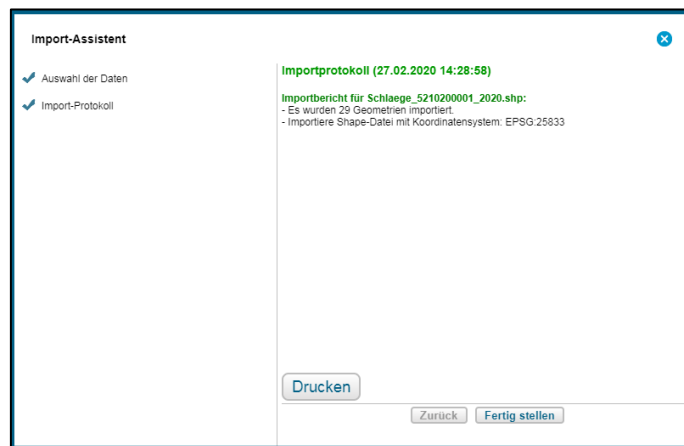 Import-Assistent
Auswahl der Daten
Import-Protokoll
Importprotokoll (27.02.2020 14:28:58)
Importbericht für Schlaege_5210200001_2020.shp:
- Es wurden 29 Geometrien importiert.
- Importiere Shape-Datei mit Koordinatensystem: EPSG:25833
Drucken
Zurück Fertig stellen